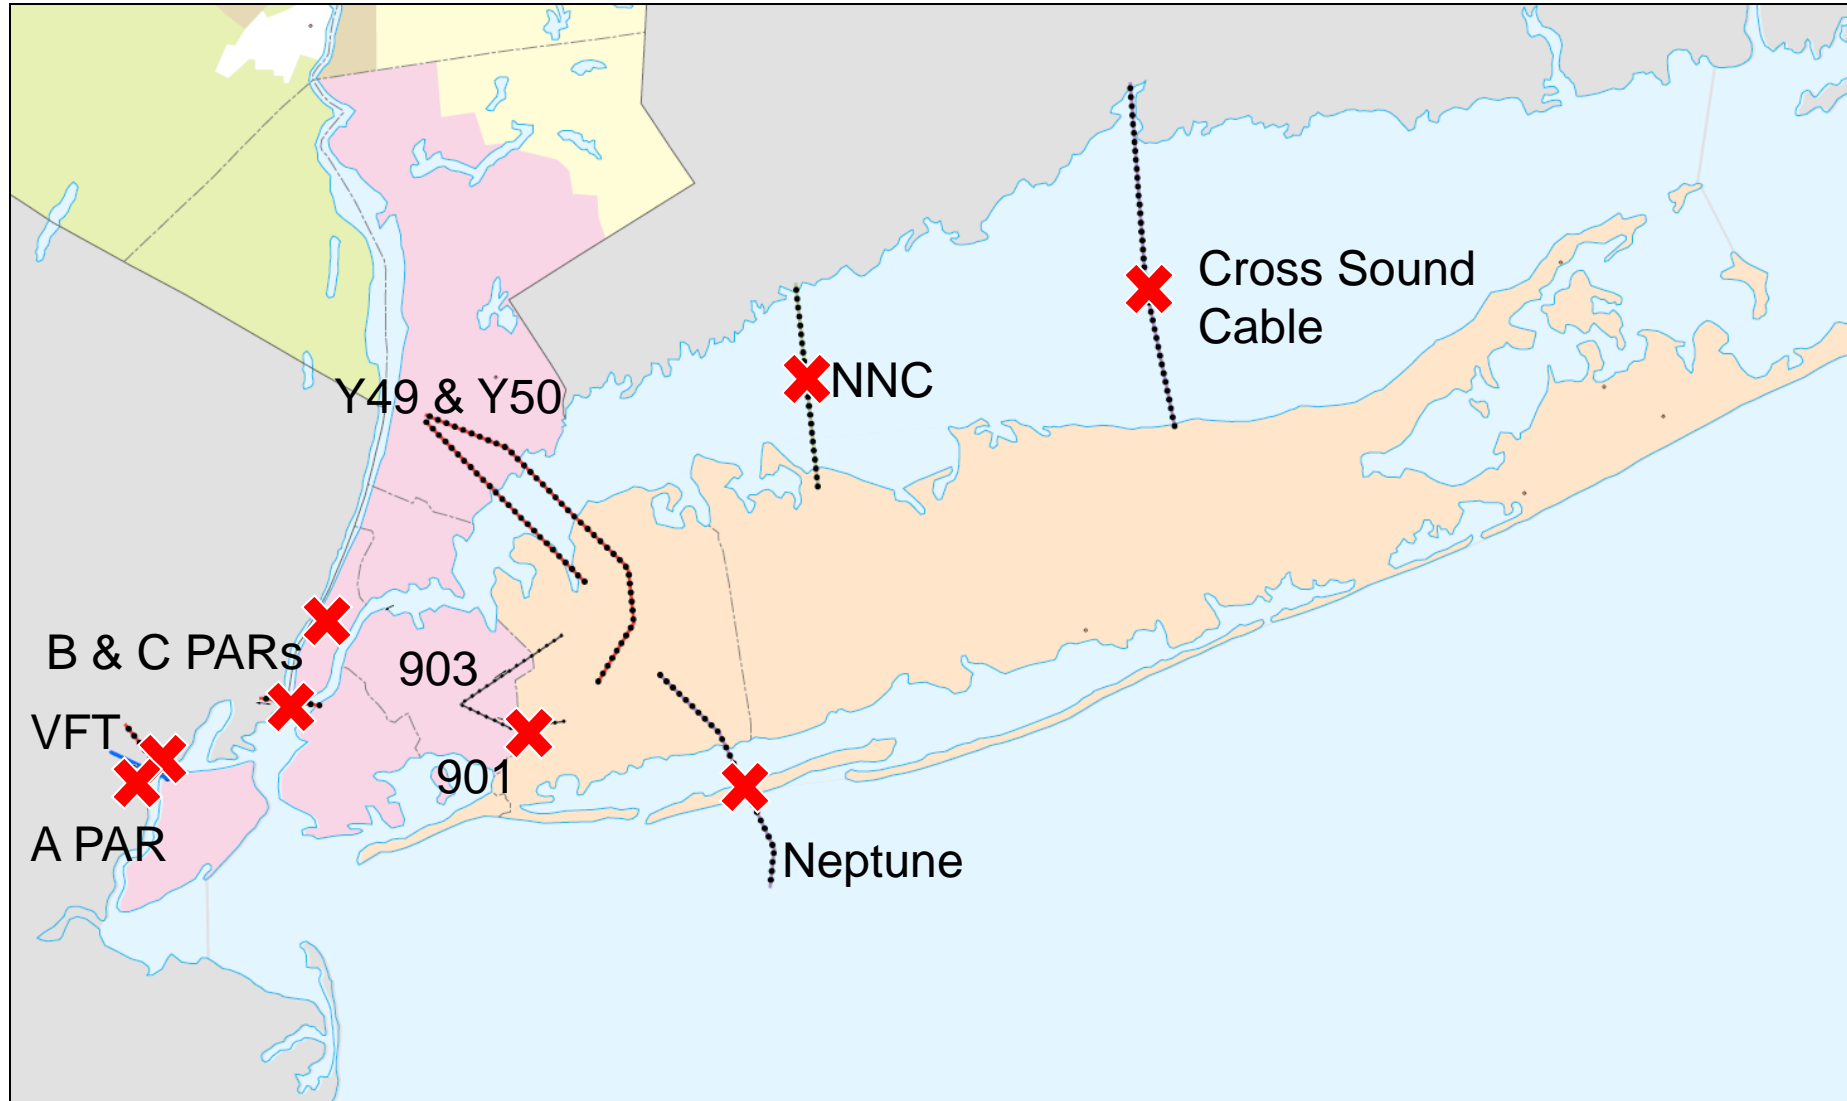 Cross Sound
Cable
NNC
Y49 & Y50
B & C PARs
903
VFT
901
A PAR
Neptune